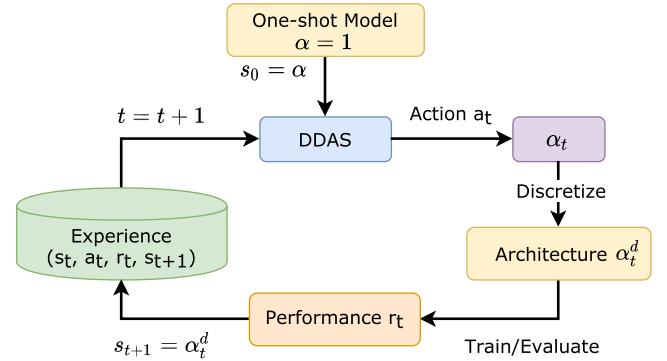 One-shot Model
α = 1
s₀ = α
t = t + 1
DDAS
Action aₜ
αₜ
Discretize
Experience
(sₜ, aₜ, rₜ, sₜ₊₁)
Architecture αₜᵈ
Performance rₜ
sₜ₊₁ = αₜᵈ
Train/Evaluate